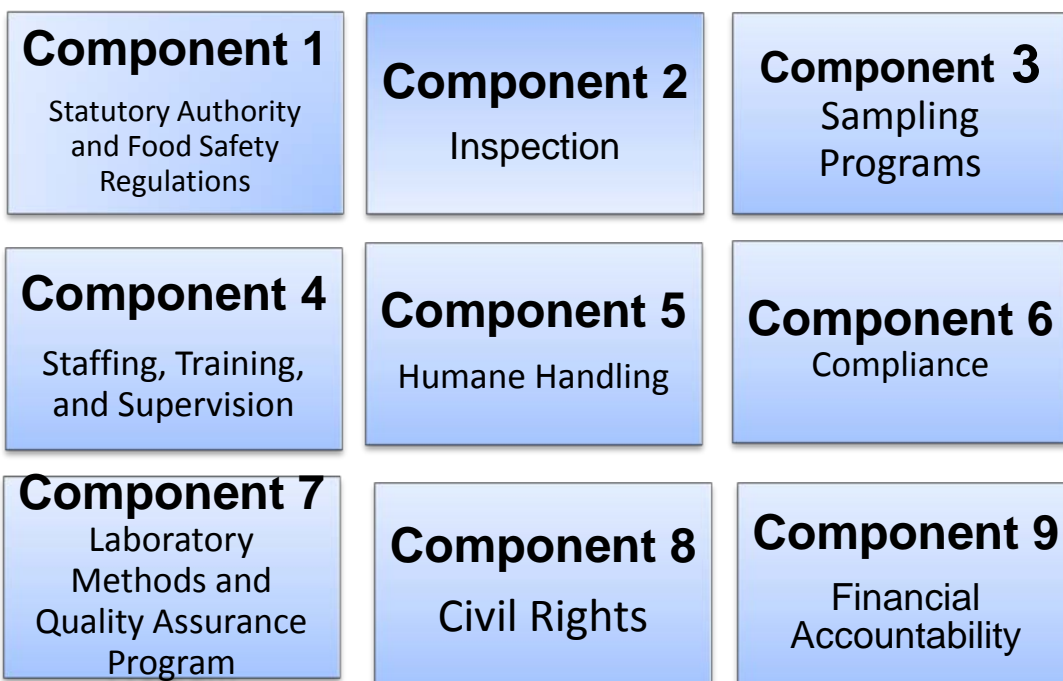 Component 1
Statutory Authority
and Food Safety
Regulations
Component 2
Inspection
Component 3
Sampling
Programs
Component 4
Staffing, Training,
and Supervision
Component 5
Humane Handling
Component 6
Compliance
Component 7
Laboratory
Methods and
Quality Assurance
Program
Component 8
Civil Rights
Component 9
Financial
Accountability